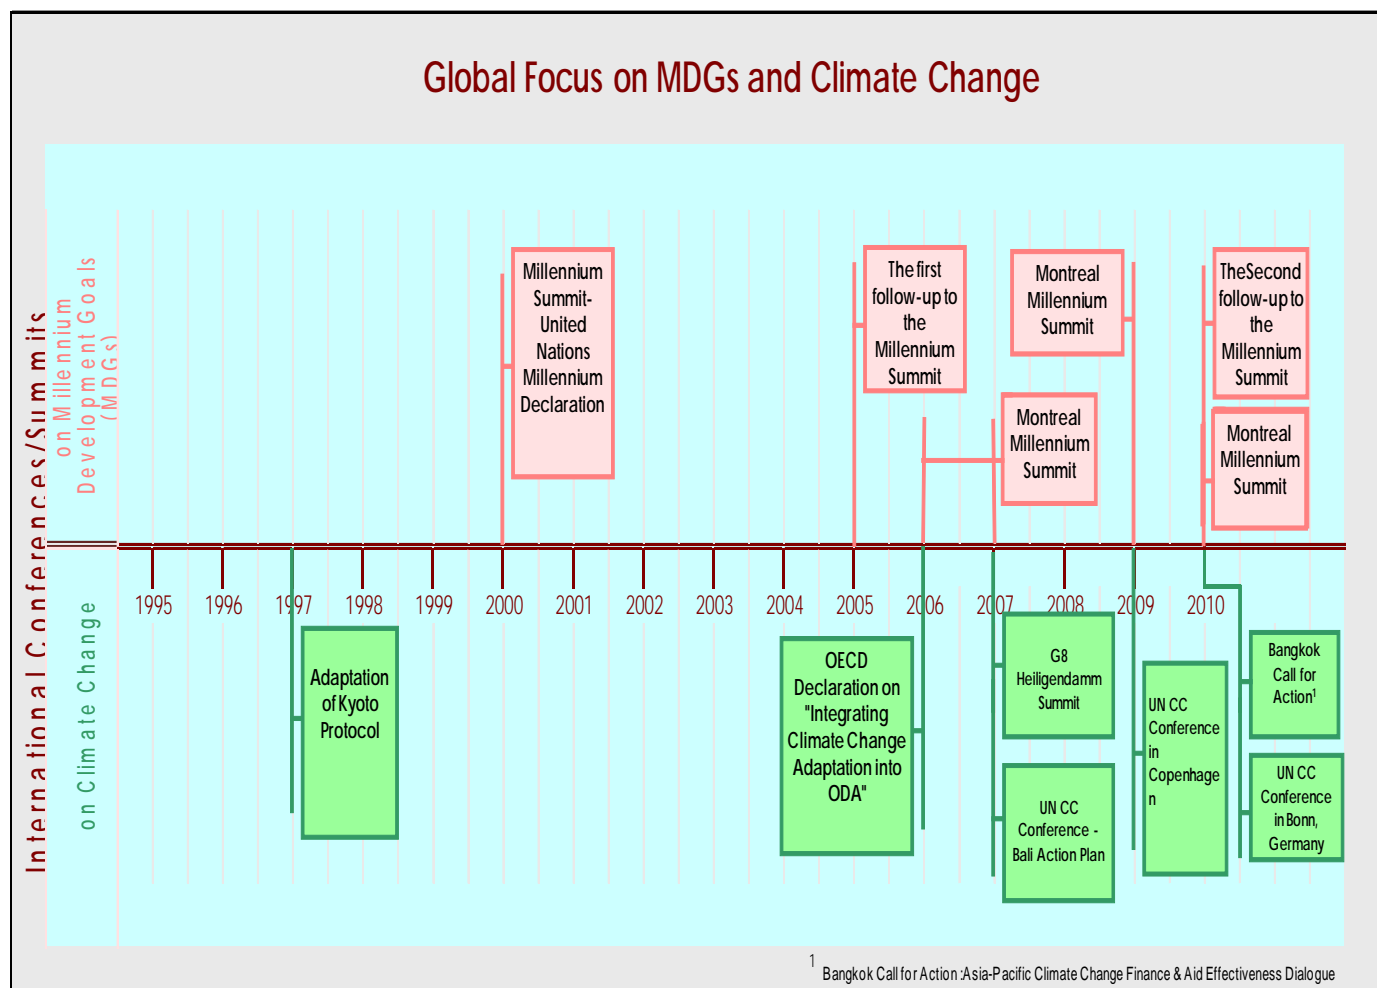 Global Focus on MDGs and Climate Change
International Conferences/Summits
on Millennium
Development Goals
(MDGs)
on Climate Change
Millennium
Summit-
United
Nations
Millennium
Declaration
The first
follow-up to
the
Millennium
Summit
Montreal
Millennium
Summit
Montreal
Millennium
Summit
TheSecond
follow-up to
the
Millennium
Summit
Montreal
Millennium
Summit
1995 1996 1997 1998 1999 2000 2001 2002 2003 2004 2005 2006 2007 2008 2009 2010
Adaptation
of Kyoto
Protocol
OECD
Declaration on
"Integrating
Climate Change
Adaptation into
ODA"
G8
Heiligendamm
Summit
UN CC
Conference -
Bali Action Plan
UN CC
Conference
in
Copenhage
n
Bangkok
Call for
Action¹
UN CC
Conference
in Bonn,
Germany
1 Bangkok Call for Action :Asia-Pacific Climate Change Finance & Aid Effectiveness Dialogue